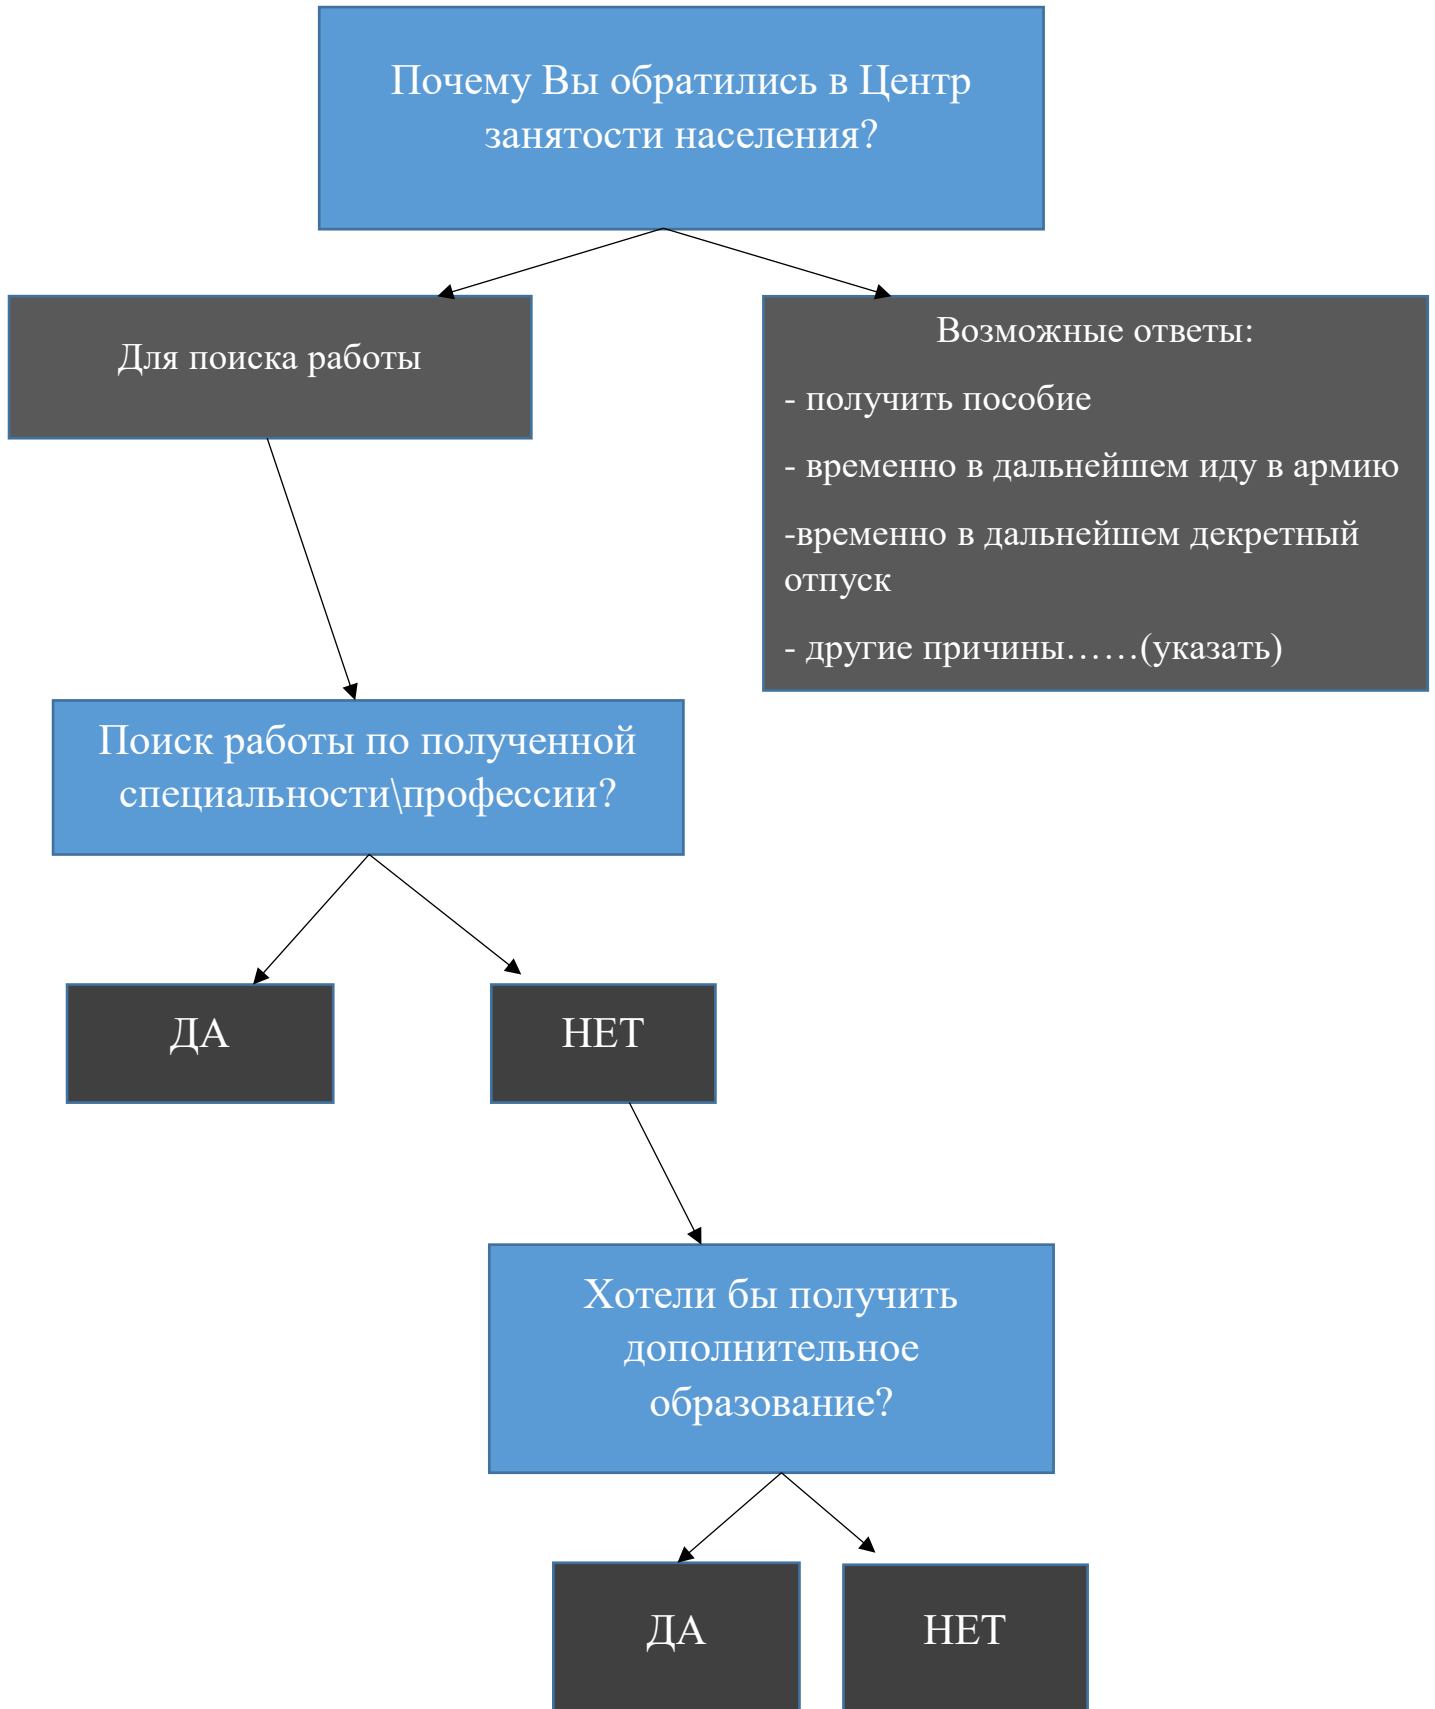 Почему Вы обратились в Центр
занятости населения?
Для поиска работы
Возможные ответы:
- получить пособие
- временно в дальнейшем иду в армию
-временно в дальнейшем декретный
отпуск
- другие причины……(указать)
Поиск работы по полученной
специальности\профессии?
ДА
НЕТ
Хотели бы получить
дополнительное
образование?
ДА
НЕТ